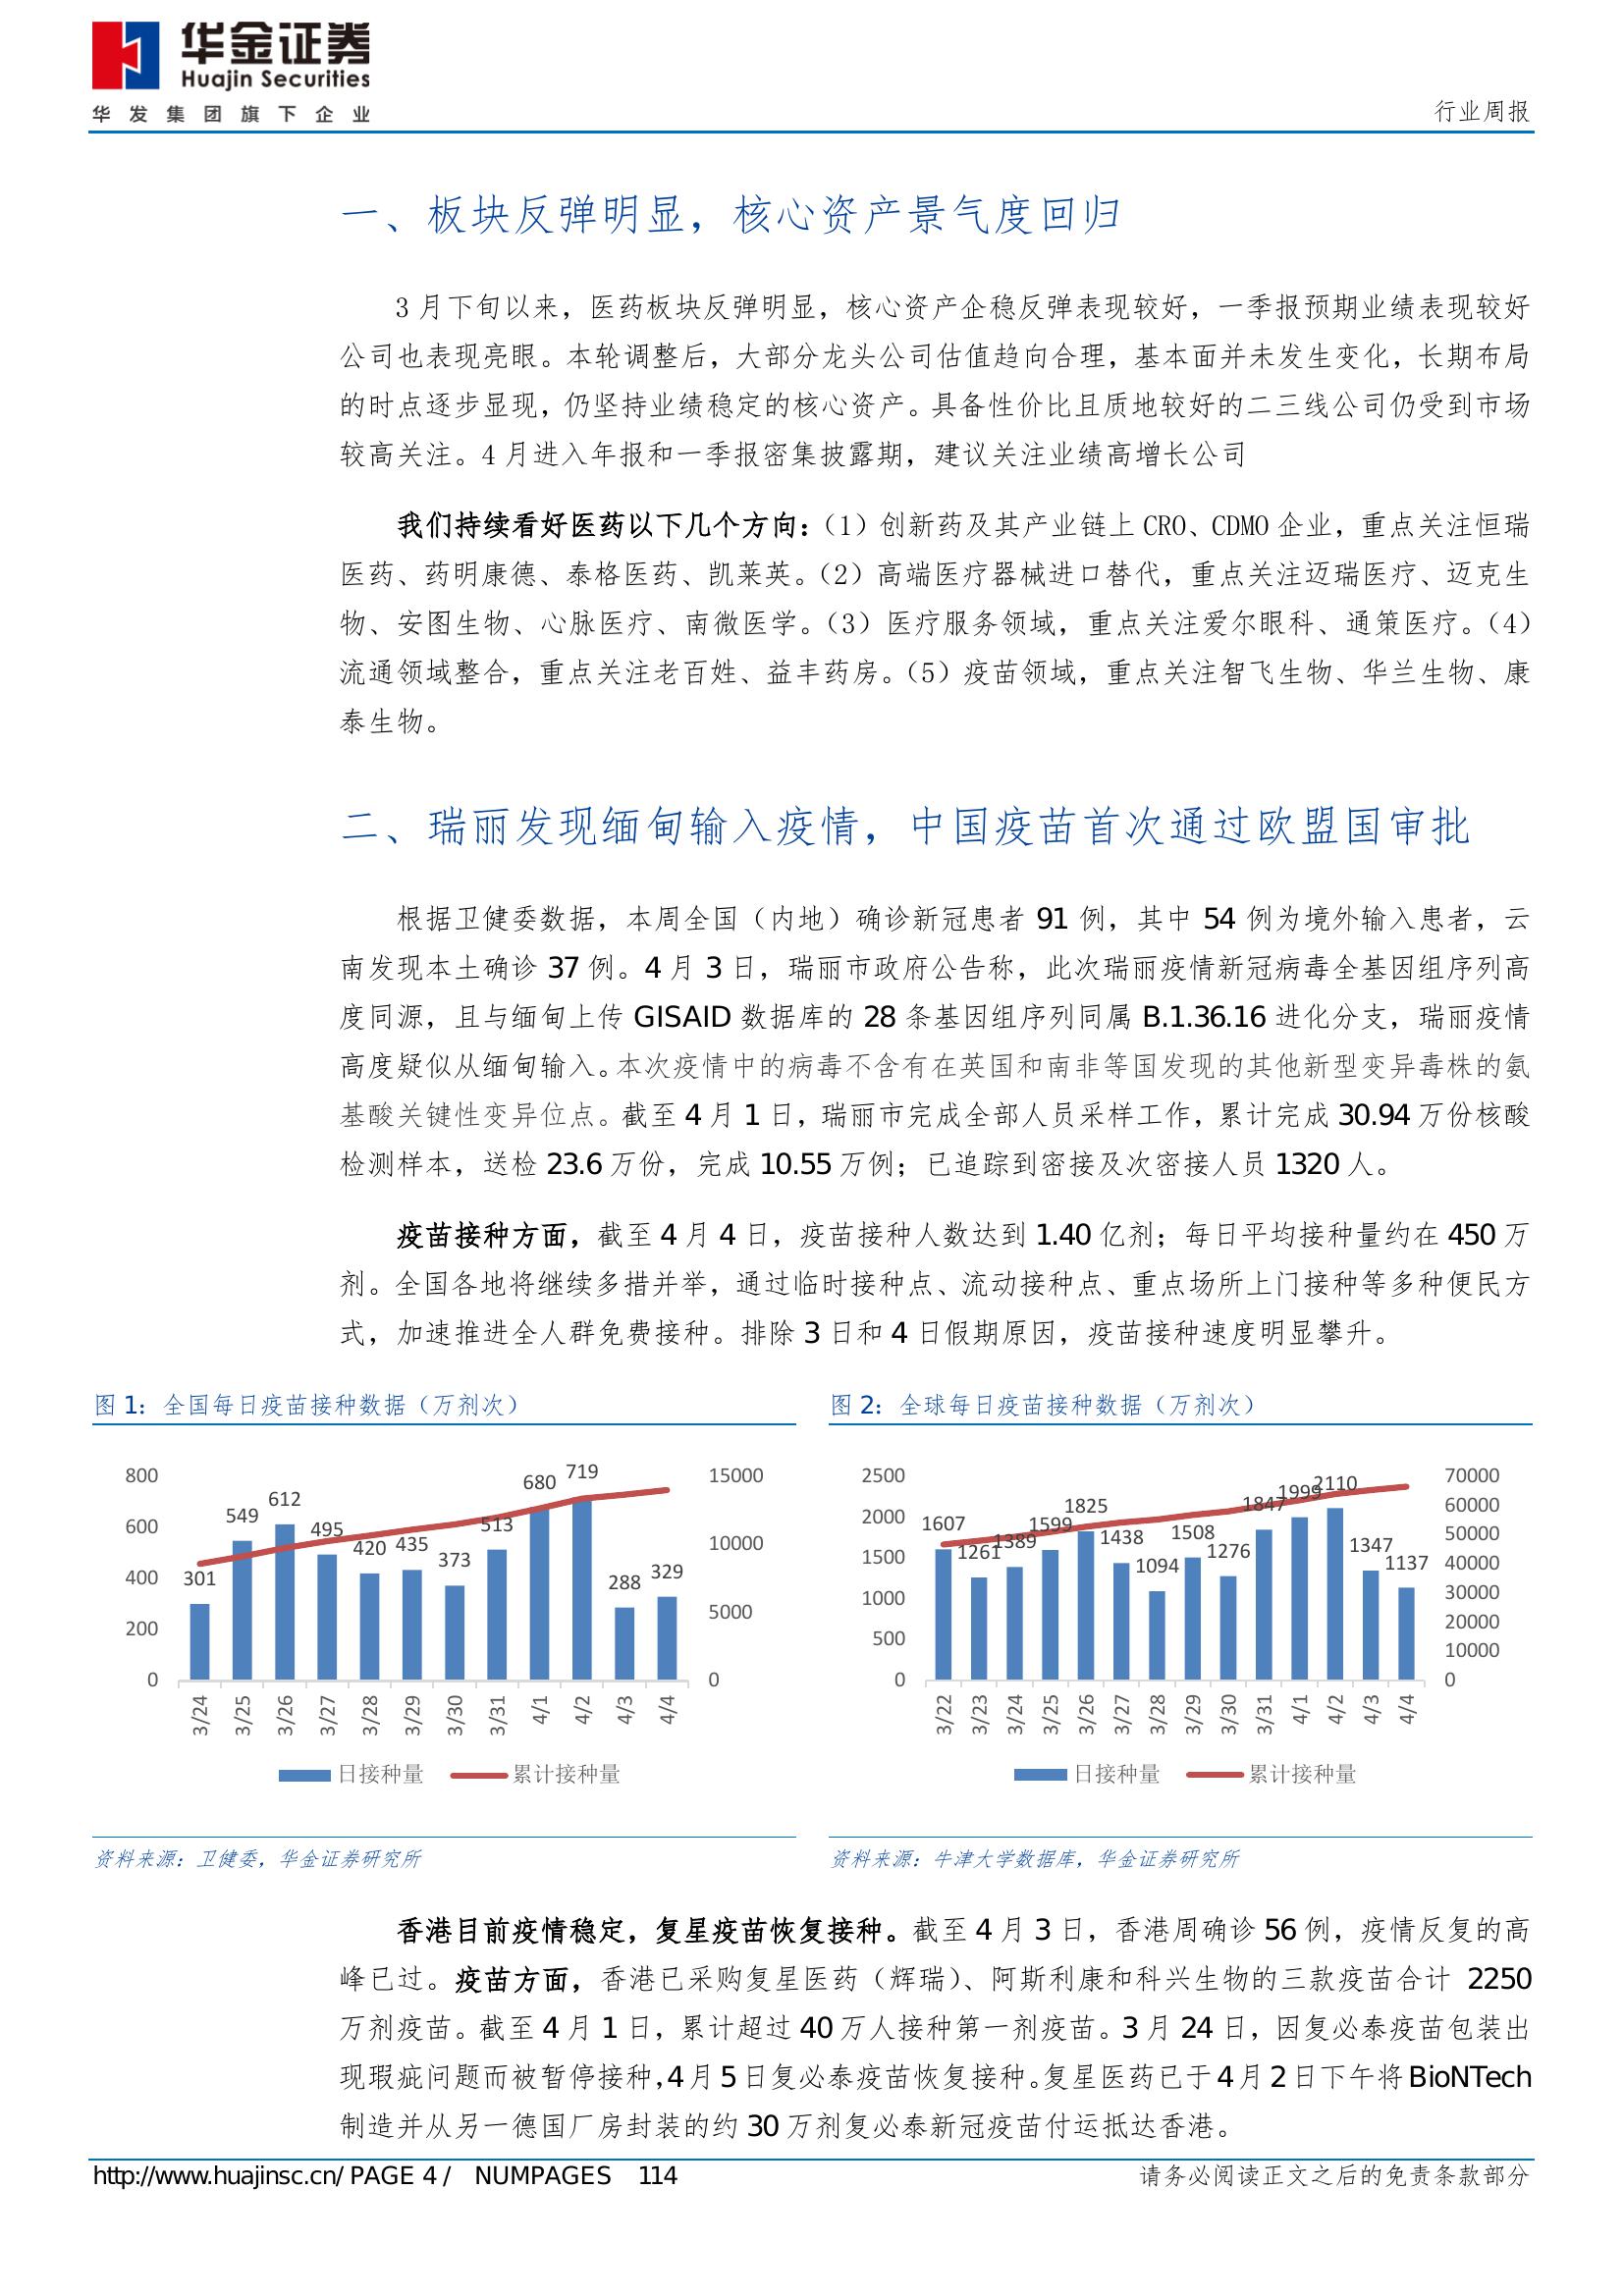 华金证券
Huajin Securities
华发集团旗下企业
行业周报
一、板块反弹明显，核心资产景气度回归
3 月下旬以来，医药板块反弹明显，核心资产企稳反弹表现较好，一季报预期业绩表现较好
公司也表现亮眼。本轮调整后，大部分龙头公司估值趋向合理，基本面并未发生变化，长期布局
的时点逐步显现，仍坚持业绩稳定的核心资产。具备性价比且质地较好的二三线公司仍受到市场
较高关注。4 月进入年报和一季报密集披露期，建议关注业绩高增长公司
我们持续看好医药以下几个方向：（1）创新药及其产业链上 CRO、CDMO 企业，重点关注恒瑞
医药、药明康德、泰格医药、凯莱英。（2）高端医疗器械进口替代，重点关注迈瑞医疗、迈克生
物、安图生物、心脉医疗、南微医学。（3）医疗服务领域，重点关注爱尔眼科、通策医疗。（4）
流通领域整合，重点关注老百姓、益丰药房。（5）疫苗领域，重点关注智飞生物、华兰生物、康
泰生物。
二、瑞丽发现缅甸输入疫情，中国疫苗首次通过欧盟国审批
根据卫健委数据，本周全国（内地）确诊新冠患者 91 例，其中 54 例为境外输入患者，云
南发现本土确诊 37 例。4 月 3 日，瑞丽市政府公告称，此次瑞丽疫情新冠病毒全基因组序列高
度同源，且与缅甸上传 GISAID 数据库的 28 条基因组序列同属 B.1.36.16 进化分支，瑞丽疫情
高度疑似从缅甸输入。本次疫情中的病毒不含有在英国和南非等国发现的其他新型变异毒株的氨
基酸关键性变异位点。截至 4 月 1 日，瑞丽市完成全部人员采样工作，累计完成 30.94 万份核酸
检测样本，送检 23.6 万份，完成 10.55 万例；已追踪到密接及次密接人员 1320 人。
疫苗接种方面，截至 4 月 4 日，疫苗接种人数达到 1.40 亿剂；每日平均接种量约在 450 万
剂。全国各地将继续多措并举，通过临时接种点、流动接种点、重点场所上门接种等多种便民方
式，加速推进全人群免费接种。排除 3 日和 4 日假期原因，疫苗接种速度明显攀升。
图 1：全国每日疫苗接种数据（万剂次）
800
600
400
200
0
15000
10000
5000
0
301
549
612
495
420
435
373
513
680
719
288
329
3/24
3/25
3/26
3/27
3/28
3/29
3/30
3/31
4/1
4/2
4/3
4/4
日接种量
累计接种量
资料来源：卫健委，华金证券研究所
图 2：全球每日疫苗接种数据（万剂次）
2500
2000
1500
1000
500
0
70000
60000
50000
40000
30000
20000
10000
0
1607
1261
1389
1599
1825
1438
1094
1508
1276
1847
1999
2110
1347
1137
3/22
3/23
3/24
3/25
3/26
3/27
3/28
3/29
3/30
3/31
4/1
4/2
4/3
4/4
日接种量
累计接种量
资料来源：牛津大学数据库，华金证券研究所
香港目前疫情稳定，复星疫苗恢复接种。截至 4 月 3 日，香港周确诊 56 例，疫情反复的高
峰已过。疫苗方面，香港已采购复星医药（辉瑞）、阿斯利康和科兴生物的三款疫苗合计 2250
万剂疫苗。截至 4 月 1 日，累计超过 40 万人接种第一剂疫苗。3 月 24 日，因复必泰疫苗包装出
现瑕疵问题而被暂停接种，4 月 5 日复必泰疫苗恢复接种。复星医药已于 4 月 2 日下午将 BioNTech
制造并从另一德国厂房封装的约 30 万剂复必泰新冠疫苗付运抵达香港。
http://www.huajinsc.cn/ PAGE 4 / NUMPAGES 114
请务必阅读正文之后的免责条款部分